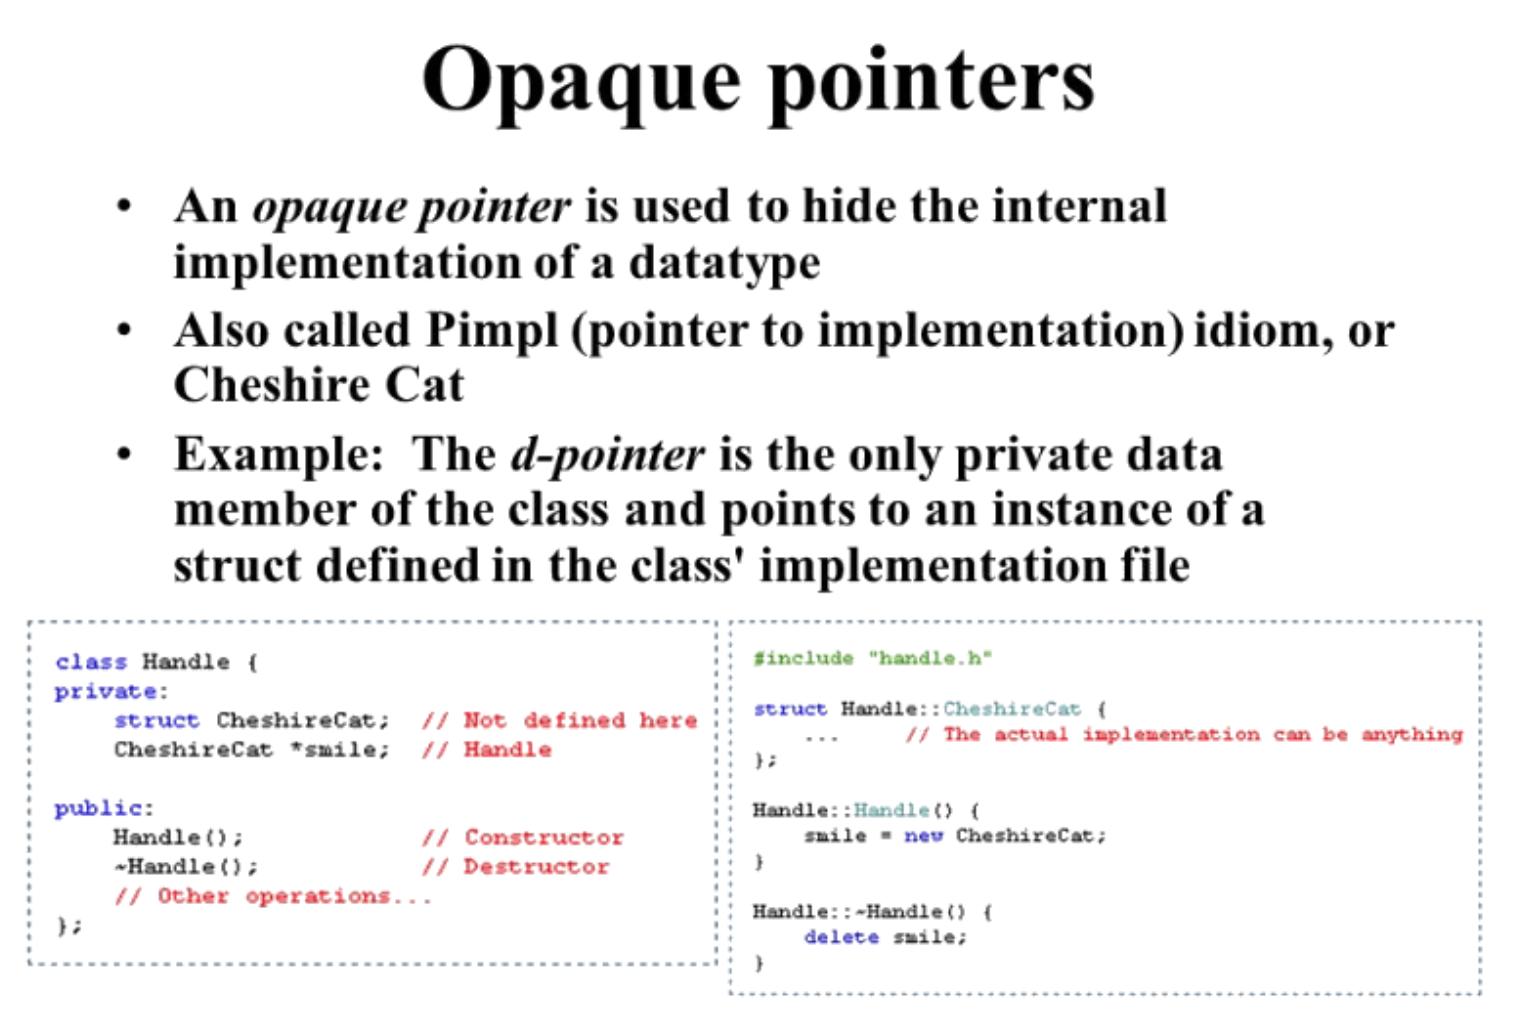 Opaque pointers
• An opaque pointer is used to hide the internal
implementation of a datatype
• Also called Pimpl (pointer to implementation) idiom, or
Cheshire Cat
• Example: The d-pointer is the only private data
member of the class and points to an instance of a
struct defined in the class' implementation file
class Handle {
private:
    struct CheshireCat;  // Not defined here
    CheshireCat *smile;  // Handle

public:
    Handle();            // Constructor
    ~Handle();           // Destructor
    // Other operations...
};
#include "handle.h"

struct Handle::CheshireCat {
    ...     // The actual implementation can be anything
};

Handle::Handle() {
    smile = new CheshireCat;
}

Handle::~Handle() {
    delete smile;
}